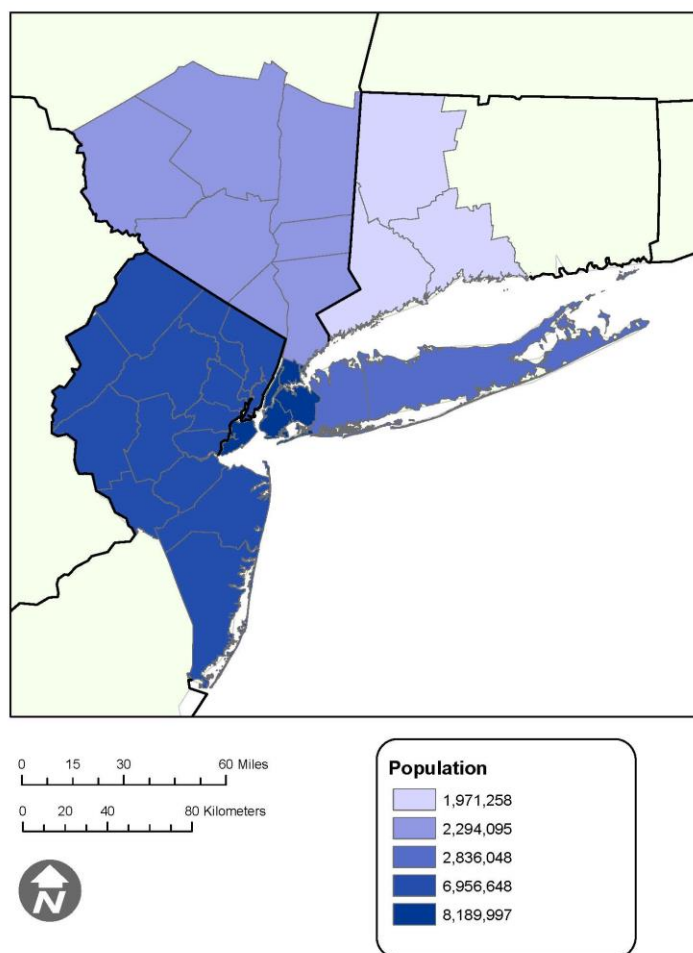 0 15 30 60 Miles
0 20 40 80 Kilometers
N
Population
1,971,258
2,294,095
2,836,048
6,956,648
8,189,997